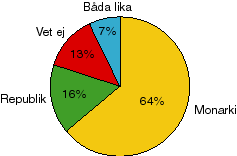 Båda lika
7%
Vet ej
13%
Republik
16%
64%
Monarki